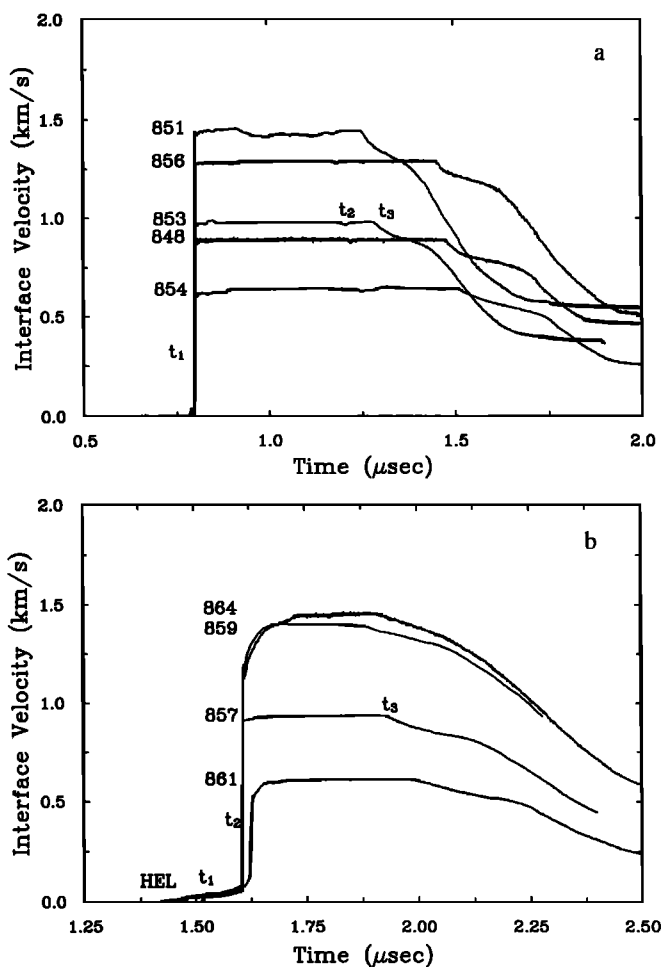 a
2.0
1.5
1.0
0.5
0.0
Interface Velocity (km/s)
851
856
853
848
854
t₁
t₂
t₃
0.5
1.0
1.5
2.0
Time (μsec)
b
2.0
1.5
1.0
0.5
0.0
Interface Velocity (km/s)
864
859
857
861
t₃
t₂
HEL
t₁
1.25
1.50
1.75
2.00
2.25
2.50
Time (μsec)